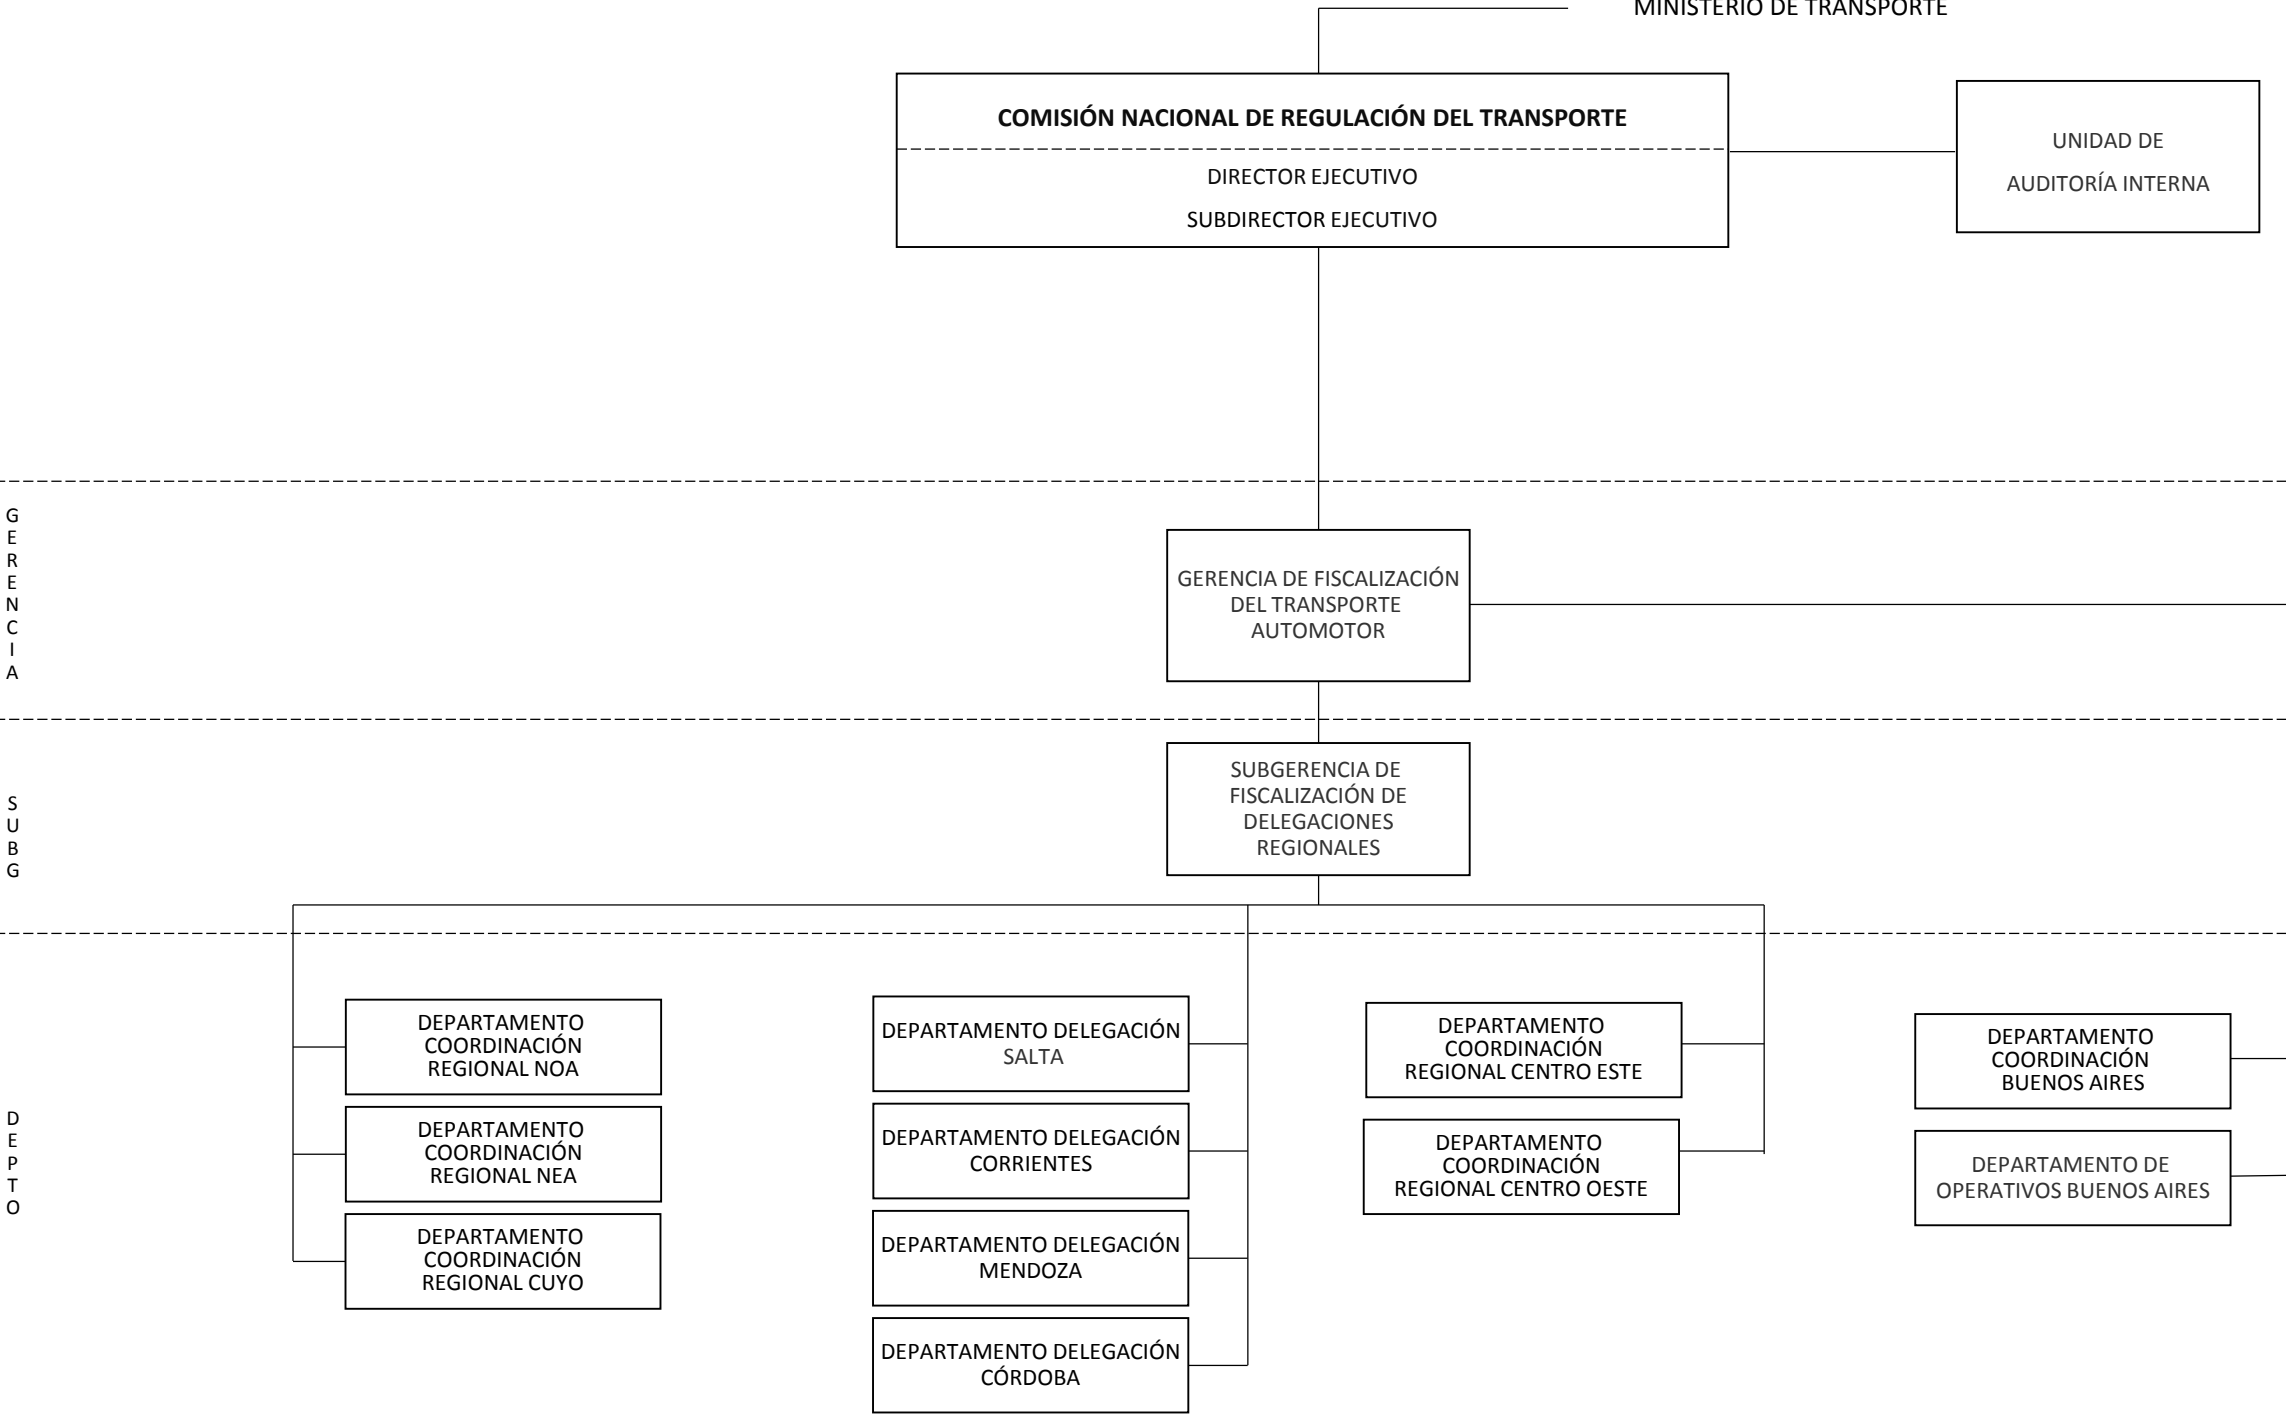 MINISTERIO DE TRANSPORTE
COMISIÓN NACIONAL DE REGULACIÓN DEL TRANSPORTE
DIRECTOR EJECUTIVO
SUBDIRECTOR EJECUTIVO
UNIDAD DE
AUDITORÍA INTERNA
G
E
R
E
N
C
I
A
GERENCIA DE FISCALIZACIÓN
DEL TRANSPORTE
AUTOMOTOR
S
U
B
G
SUBGERENCIA DE
FISCALIZACIÓN DE
DELEGACIONES
REGIONALES
D
E
P
T
O
DEPARTAMENTO
COORDINACIÓN
REGIONAL NOA
DEPARTAMENTO
COORDINACIÓN
REGIONAL NEA
DEPARTAMENTO
COORDINACIÓN
REGIONAL CUYO
DEPARTAMENTO DELEGACIÓN
SALTA
DEPARTAMENTO DELEGACIÓN
CORRIENTES
DEPARTAMENTO DELEGACIÓN
MENDOZA
DEPARTAMENTO DELEGACIÓN
CÓRDOBA
DEPARTAMENTO
COORDINACIÓN
REGIONAL CENTRO ESTE
DEPARTAMENTO
COORDINACIÓN
REGIONAL CENTRO OESTE
DEPARTAMENTO
COORDINACIÓN
BUENOS AIRES
DEPARTAMENTO DE
OPERATIVOS BUENOS AIRES